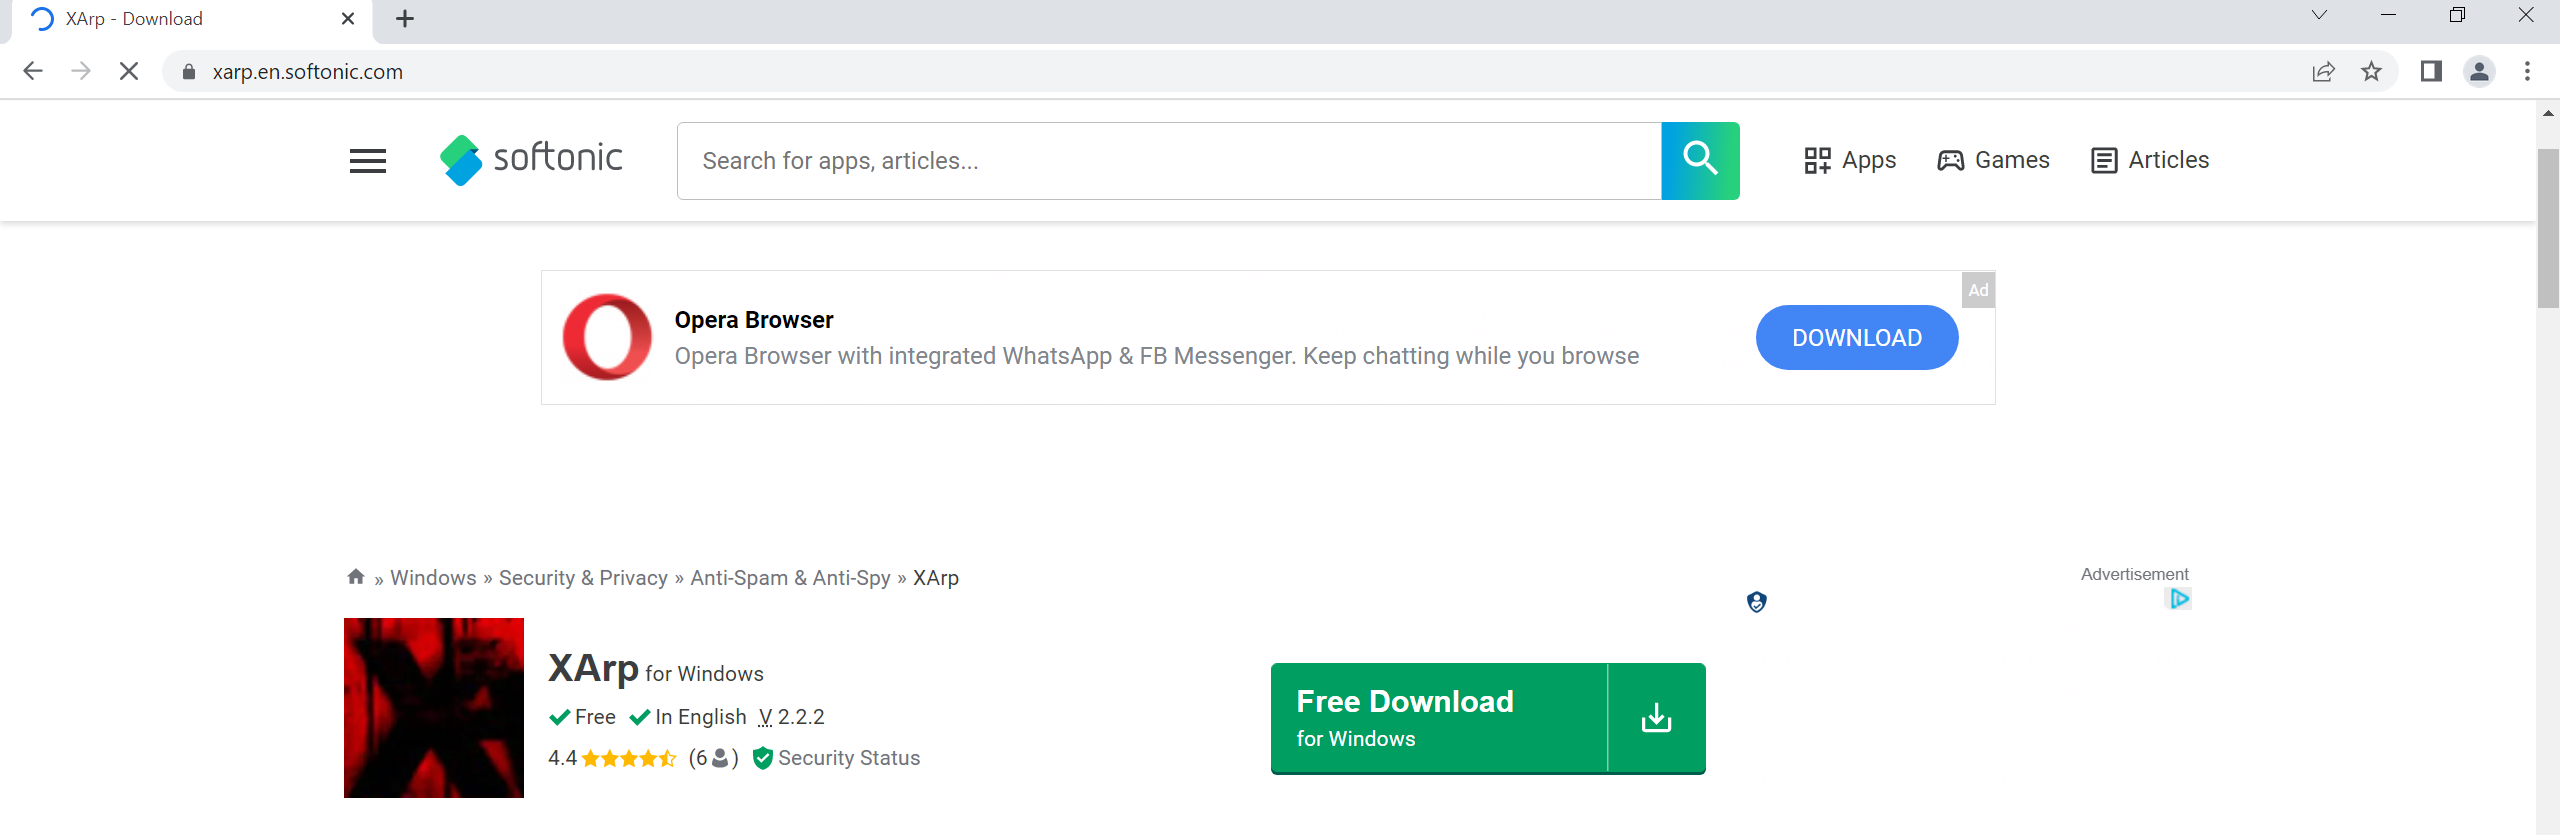 XArp - Download
xarp.en.softonic.com
softonic
Search for apps, articles...
Apps
Games
Articles
Ad
Opera Browser
Opera Browser with integrated WhatsApp & FB Messenger. Keep chatting while you browse
DOWNLOAD
» Windows » Security & Privacy » Anti-Spam & Anti-Spy » XArp
Advertisement
XArp for Windows
Free In English V 2.2.2
4.4 (6) Security Status
Free Download
for Windows